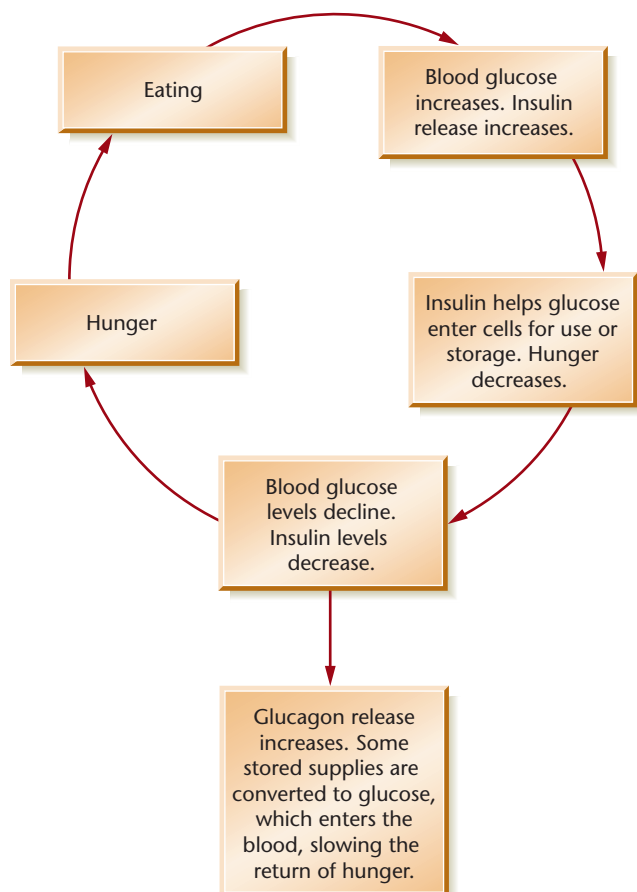 Eating
Blood glucose
increases. Insulin
release increases.
Insulin helps glucose
enter cells for use or
storage. Hunger
decreases.
Blood glucose
levels decline.
Insulin levels
decrease.
Hunger
Glucagon release
increases. Some
stored supplies are
converted to glucose,
which enters the
blood, slowing the
return of hunger.